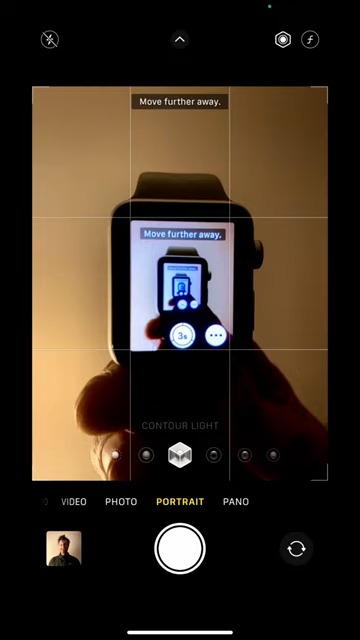 Move further away.
Move further away.
3s
CONTOUR LIGHT
VIDEO PHOTO PORTRAIT PANO